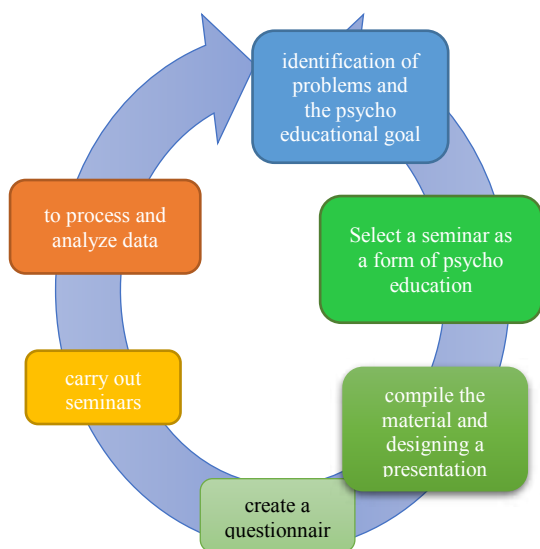 identification of
problems and
the psycho
educational goal
Select a seminar as
a form of psycho
education
compile the
material and
designing a
presentation
create a
questionnair
carry out
seminars
to process and
analyze data